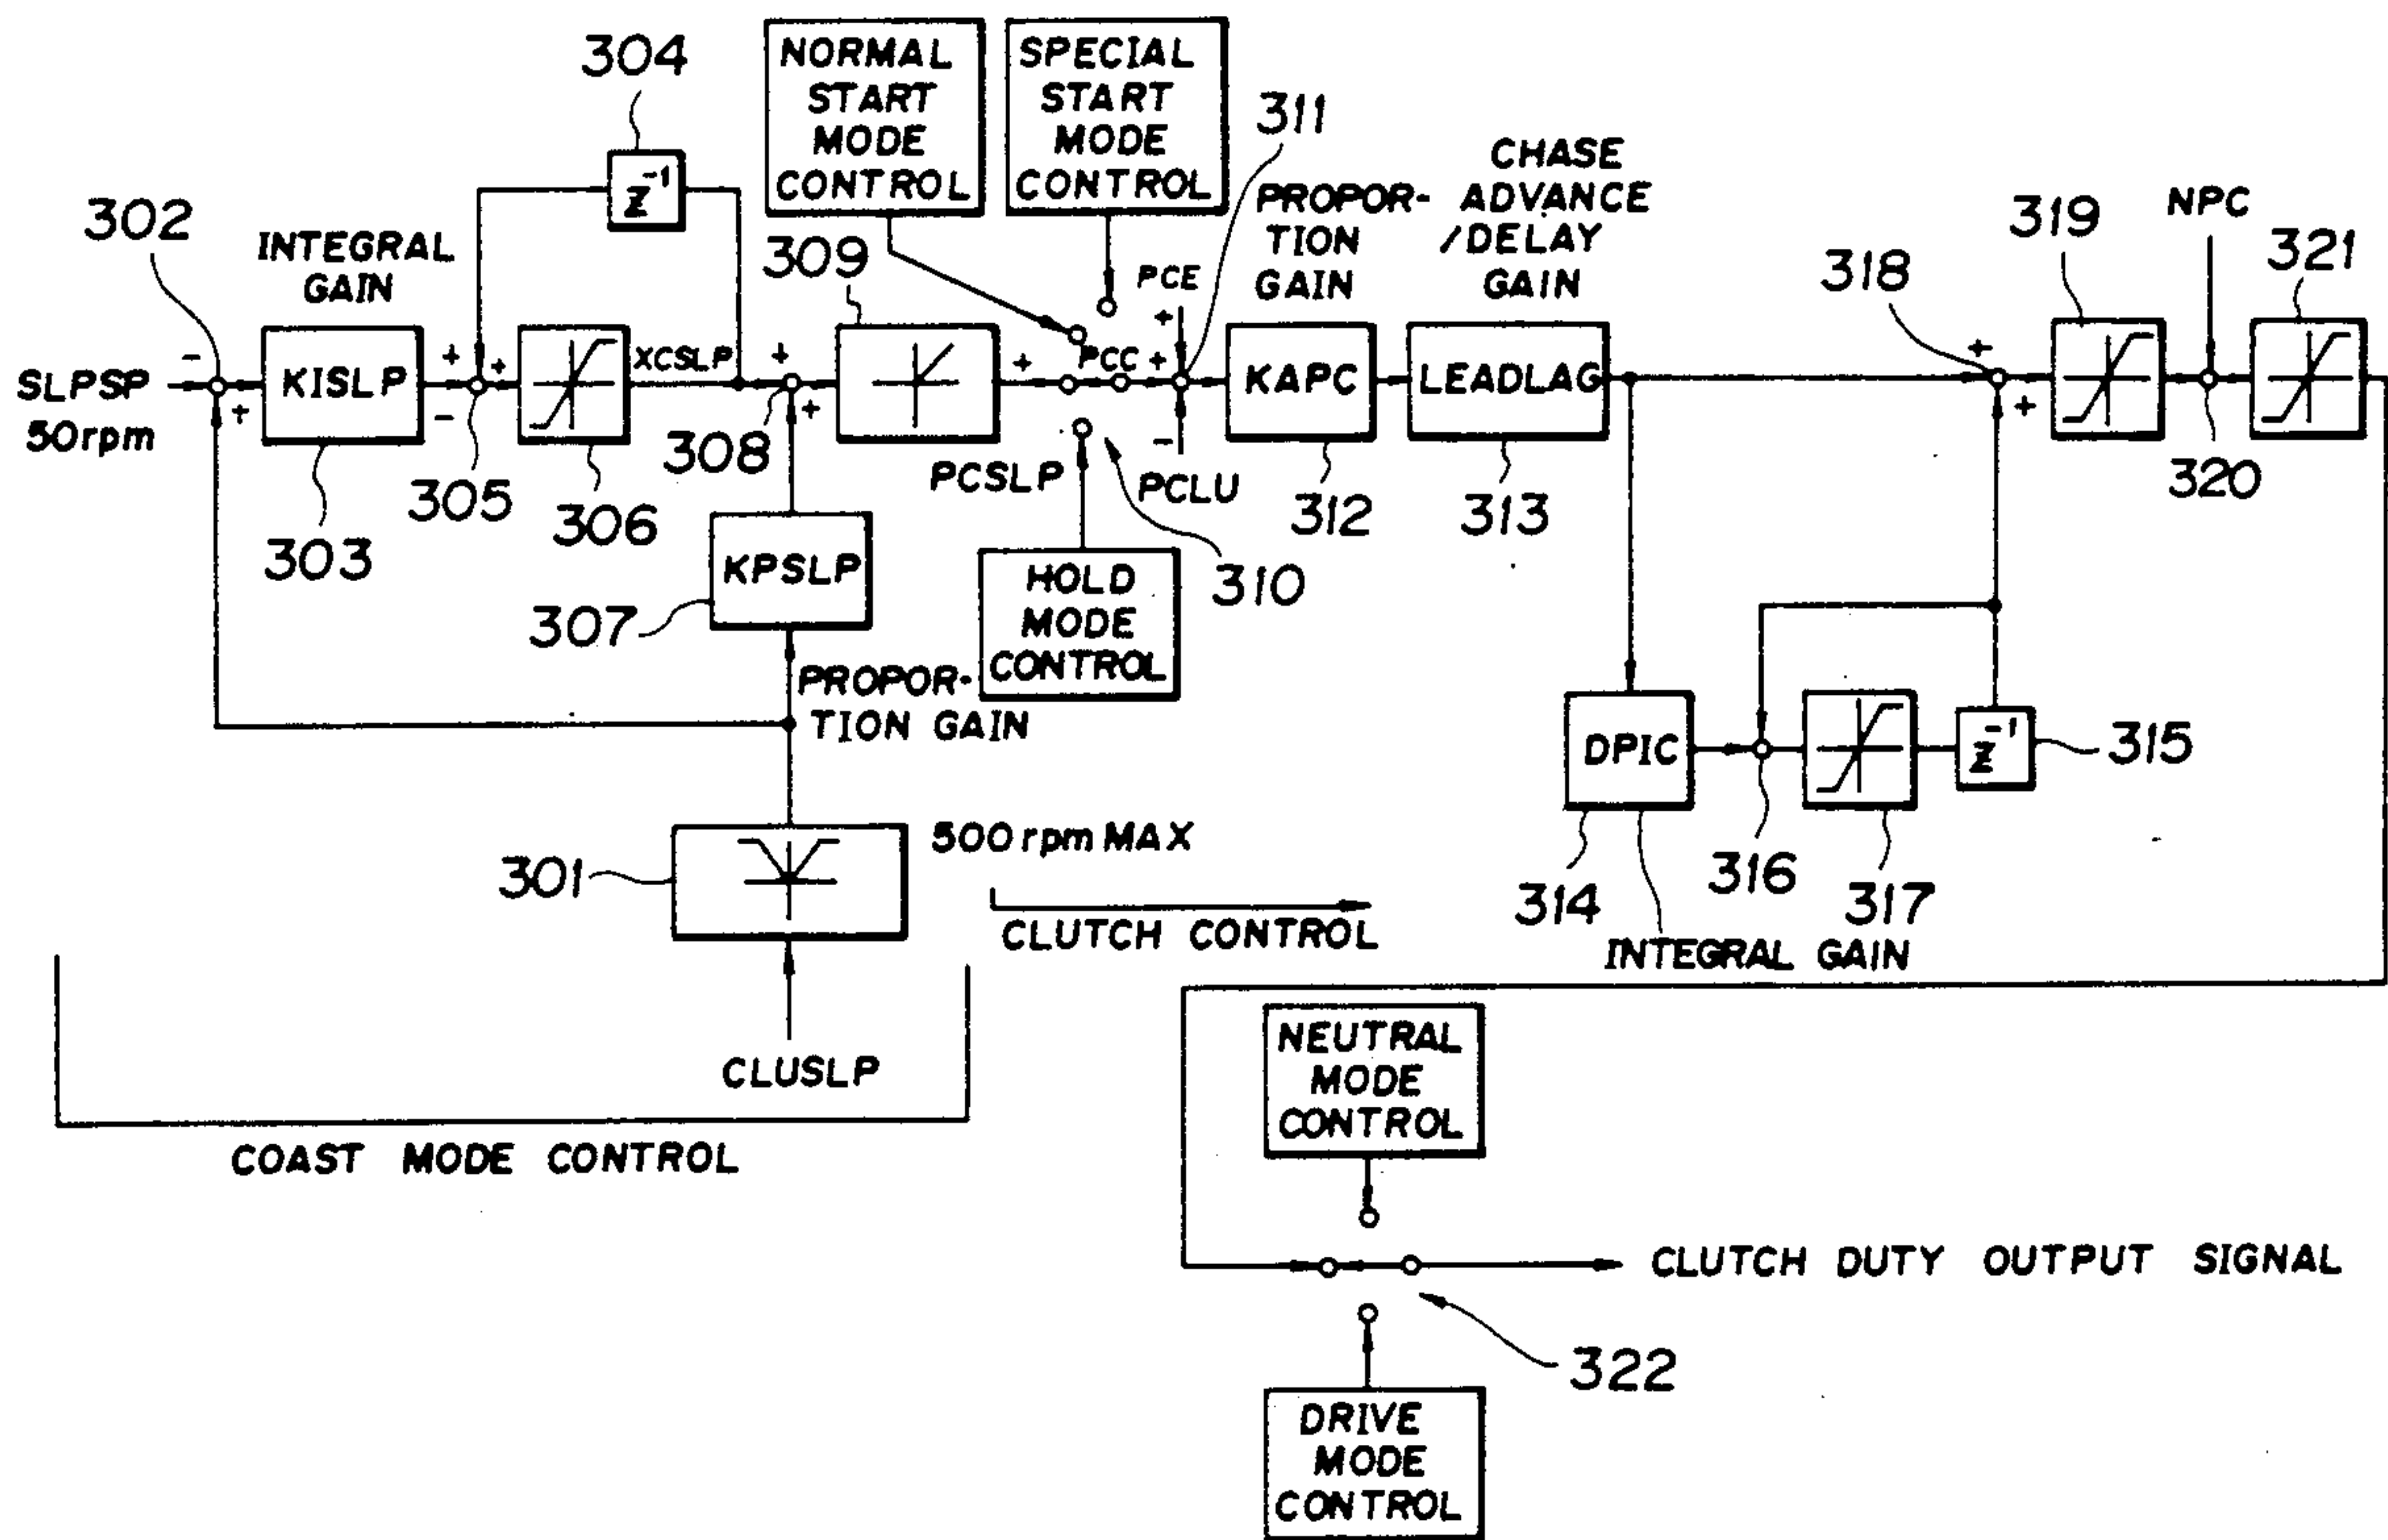 304
NORMAL
START
MODE
CONTROL
SPECIAL
START
MODE
CONTROL
311
CHASE
ADVANCE
/DELAY
GAIN
PROPOR-
TION
GAIN
302
INTEGRAL
GAIN
Z⁻¹
309
PCE
318
319
NPC
321
SLPSP
50rpm
-
+
KISLP
+
-
+
XCSLP
+
+
+
PCC
+
+
-
KAPC
LEADLAG
+
+
303
305
306
308
PCSLP
PCLU
310
312
313
320
KPSLP
307
HOLD
MODE
CONTROL
PROPOR-
TION GAIN
DPIC
Z⁻¹
315
301
500rpm MAX
314
316
317
CLUTCH CONTROL
INTEGRAL GAIN
CLUSLP
COAST MODE CONTROL
NEUTRAL
MODE
CONTROL
CLUTCH DUTY OUTPUT SIGNAL
322
DRIVE
MODE
CONTROL